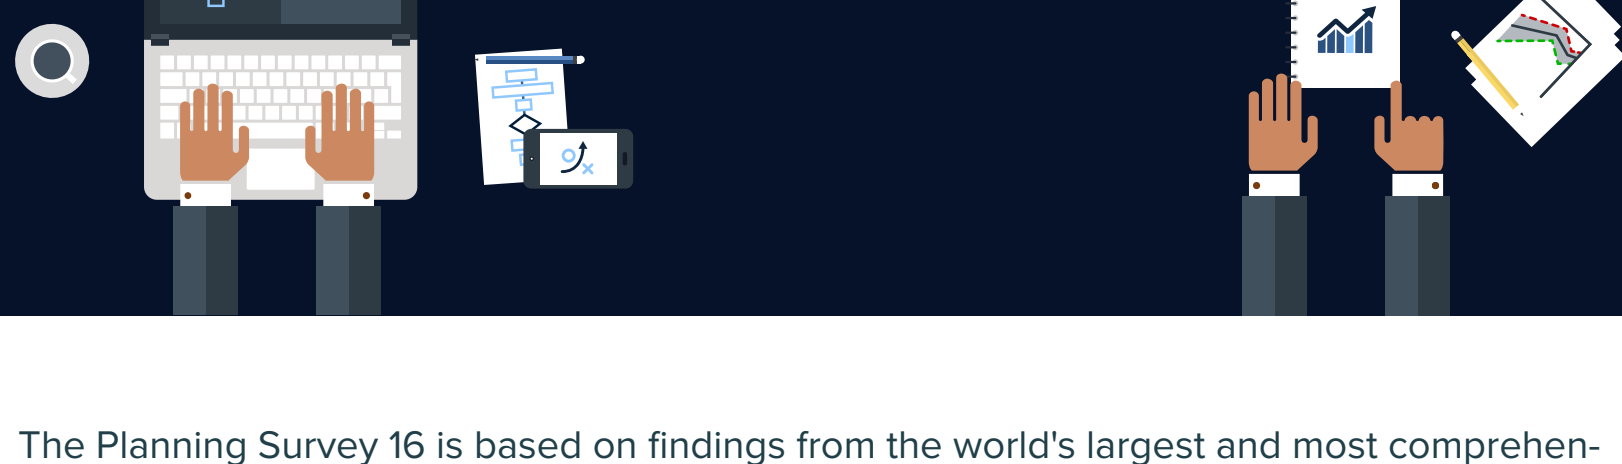 The Planning Survey 16 is based on findings from the world's largest and most comprehen-